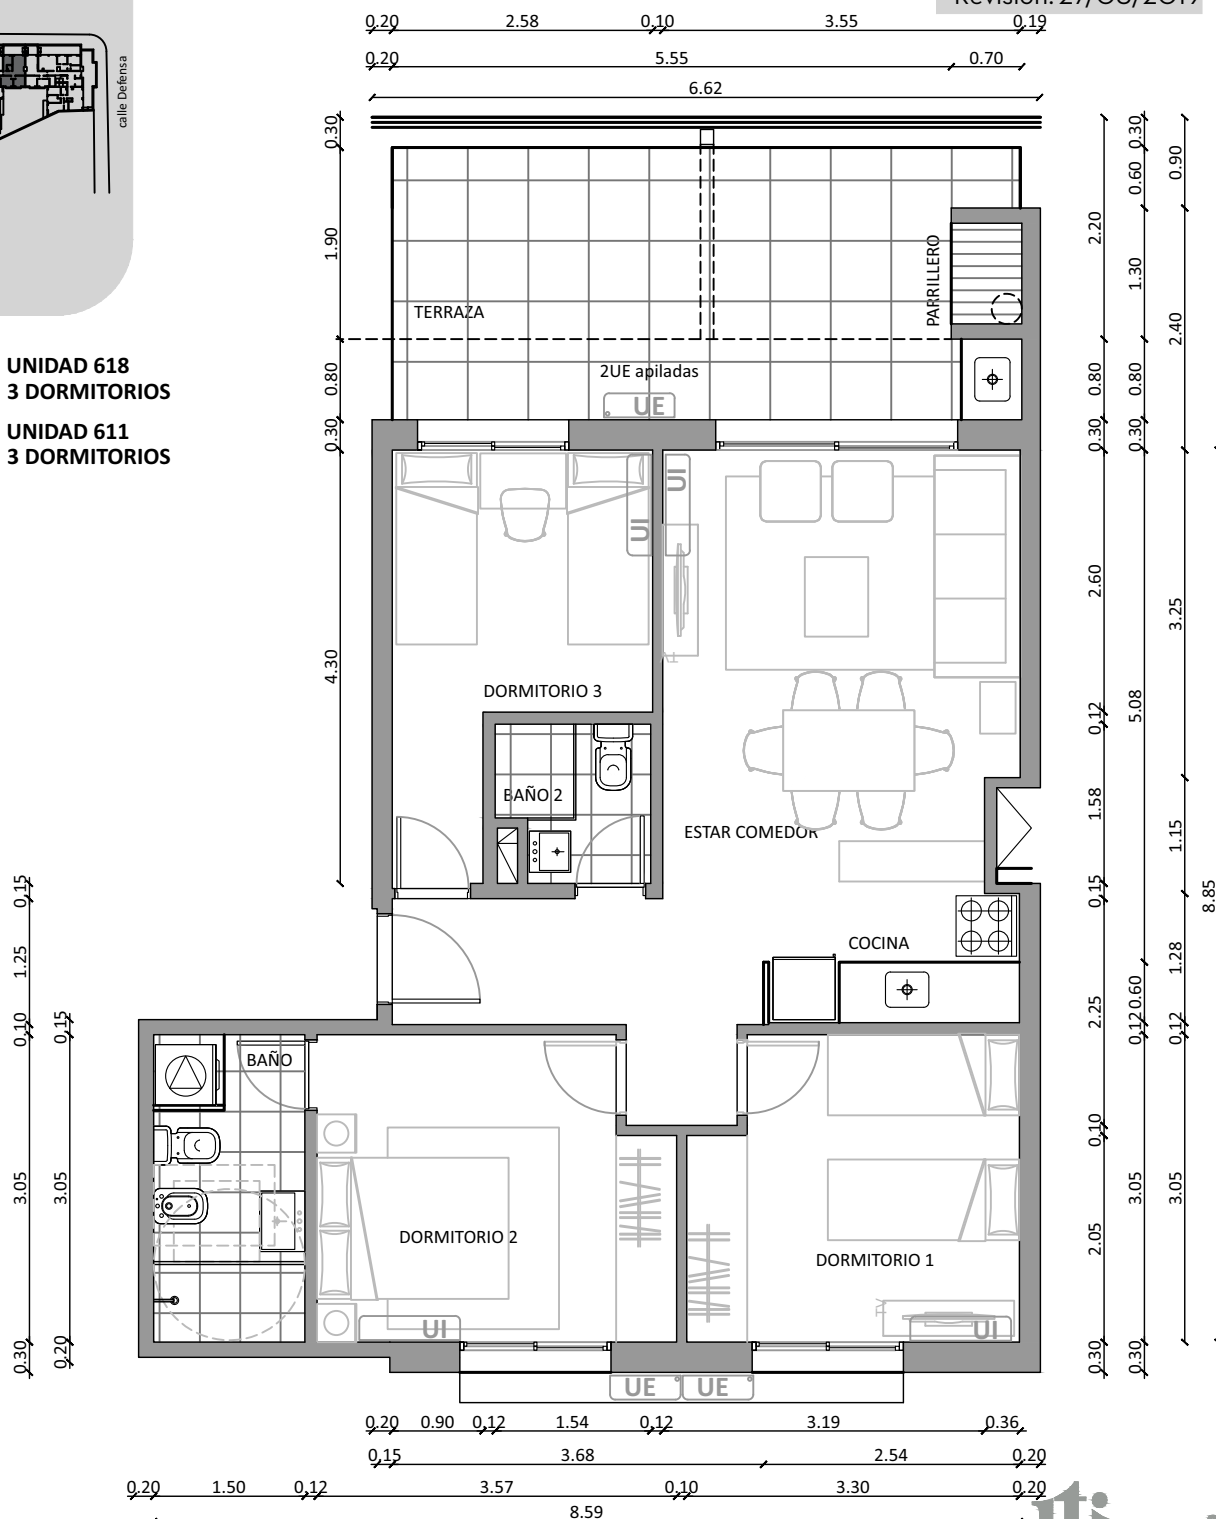 Revisión: 27/08/2019
calle Defensa
UNIDAD 618
3 DORMITORIOS
UNIDAD 611
3 DORMITORIOS
0.20 2.58 0.10 3.55 0.19
0.20 5.55 0.70
6.62
0.30
1.90
0.80
0.30
4.30
0.30
0.60
0.90
2.20
1.30
2.40
0.80
0.80
0.30
0.30
2.60
3.25
0.12
5.08
1.58
1.15
0.15
8.85
1.28
0.60
2.25
0.12
0.12
0.10
3.05
3.05
2.05
0.30
0.30
TERRAZA
PARRILLERO
2UE apiladas
UE
UI
UI
TV
DORMITORIO 3
BAÑO 2
ESTAR COMEDOR
COCINA
0.15
1.25
0.10
0.15
3.05
3.05
0.30
0.20
BAÑO
DORMITORIO 2
DORMITORIO 1
TV
UI
UI
UE UE
0.20 0.90 0.12 1.54 0.12 3.19 0.36
0.15 3.68 2.54 0.20
0.20 1.50 0.12 3.57 0.10 3.30 0.20
8.59